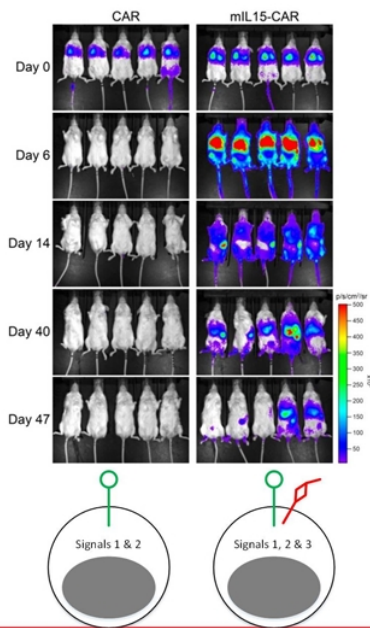 CAR mIL15-CAR
Day 0
Day 6
Day 14
Day 40
p/s/cm²/sr
500
450
400
350
300
250
200
150
100
50
Day 47
Signals 1 & 2
Signals 1, 2 & 3